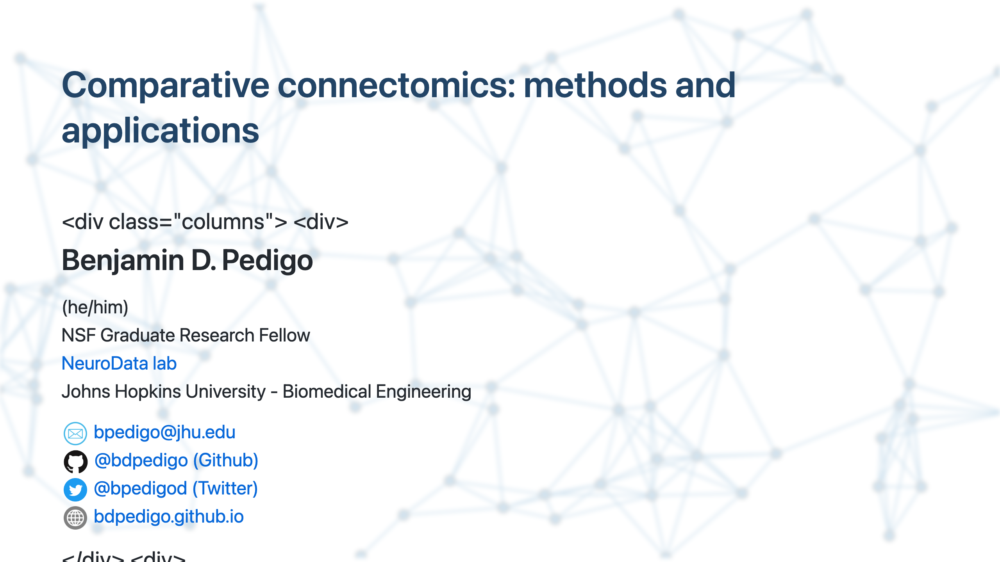 Comparative connectomics: methods and
applications
<div class="columns"> <div>
Benjamin D. Pedigo
(he/him)
NSF Graduate Research Fellow
NeuroData lab
Johns Hopkins University - Biomedical Engineering
bpedigo@jhu.edu
@bdpedigo (Github)
@bpedigod (Twitter)
bdpedigo.github.io
</div> <div>